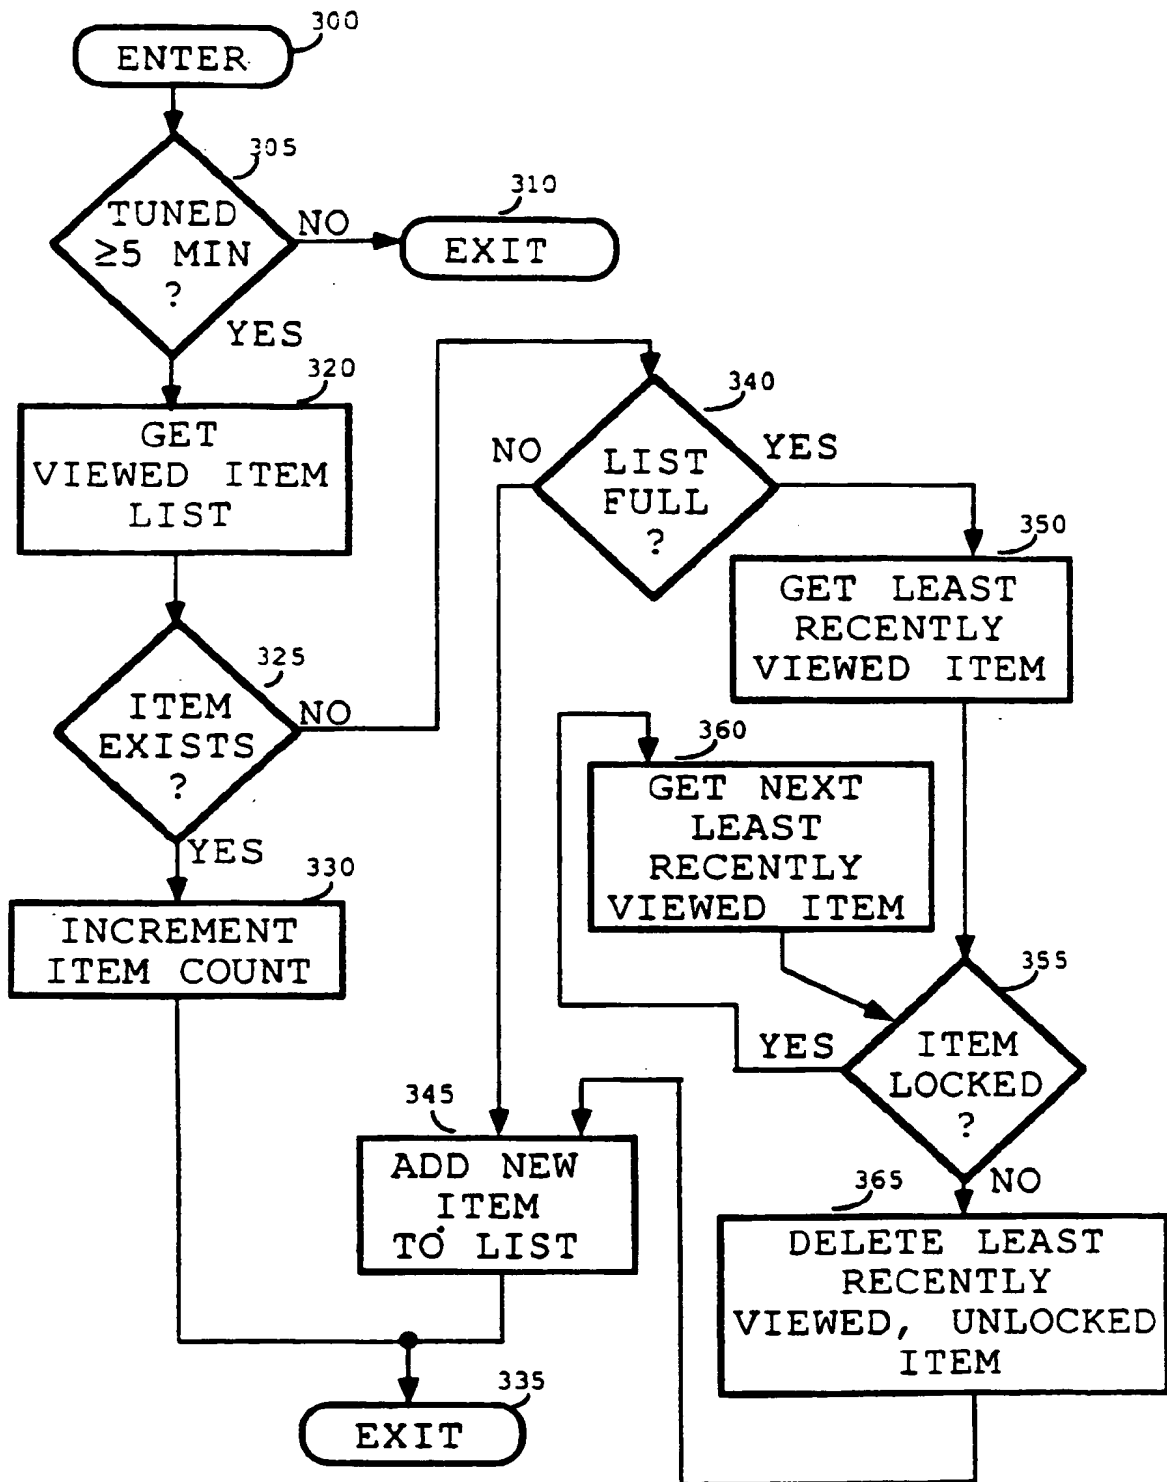 300
ENTER
305
TUNED
≥5 MIN
?
NO
310
EXIT
YES
320
GET
VIEWED ITEM
LIST
325
ITEM
EXISTS
?
NO
YES
330
INCREMENT
ITEM COUNT
340
LIST
FULL
?
NO
YES
350
GET LEAST
RECENTLY
VIEWED ITEM
360
GET NEXT
LEAST
RECENTLY
VIEWED ITEM
355
ITEM
LOCKED
?
YES
NO
345
ADD NEW
ITEM
TO LIST
365
DELETE LEAST
RECENTLY
VIEWED, UNLOCKED
ITEM
335
EXIT